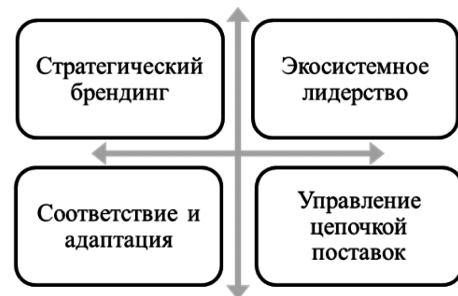 Стратегический
брендинг
Экосистемное
лидерство
Соответствие и
адаптация
Управление
цепочкой
поставок